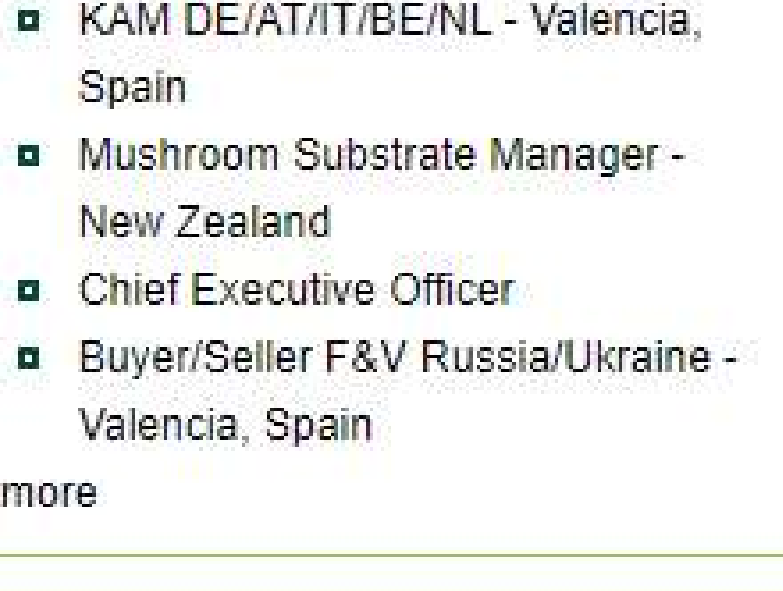 KAM DE/AT/IT/BE/NL - Valencia,
Spain
Mushroom Substrate Manager -
New Zealand
Chief Executive Officer
Buyer/Seller F&V Russia/Ukraine -
Valencia, Spain
more